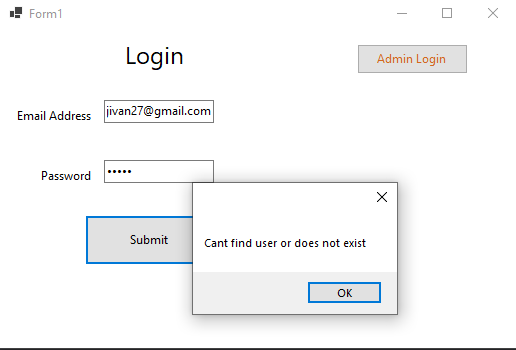 Form1
Login
Admin Login
Email Address
jivan27@gmail.com
Password
•••••
Submit
Cant find user or does not exist
OK